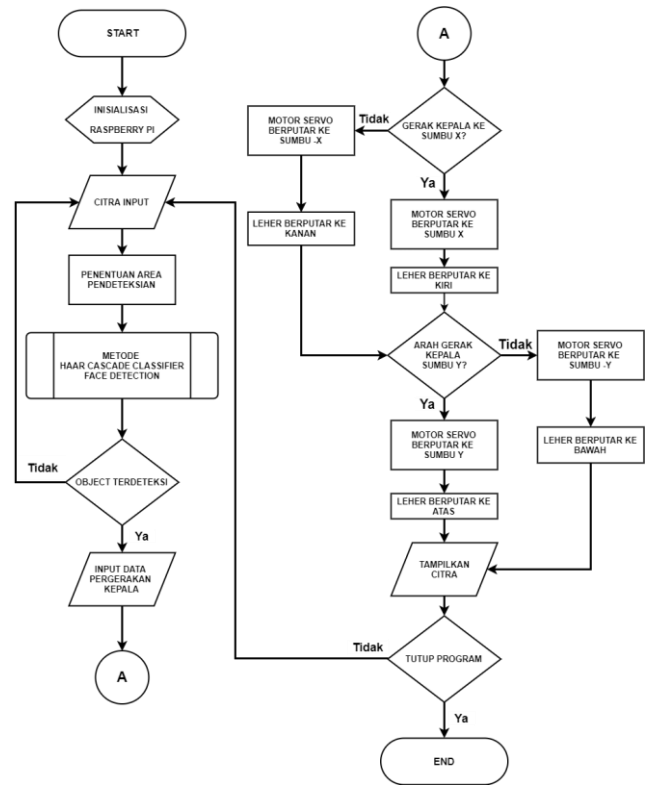 START
INISIALISASI
RASPBERRY PI
CITRA INPUT
PENENTUAN AREA
PENDETEKSIAN
METODE
HAAR CASCADE CLASSIFIER
FACE DETECTION
Tidak
OBJECT TERDETEKSI
Ya
INPUT DATA
PERGERAKAN
KEPALA
A
A
GERAK KEPALA KE
SUMBU X?
Tidak
MOTOR SERVO
BERPUTAR KE
SUMBU -X
LEHER BERPUTAR KE
KANAN
Ya
MOTOR SERVO
BERPUTAR KE
SUMBU X
LEHER BERPUTAR KE
KIRI
ARAH GERAK
KEPALA
SUMBU Y?
Tidak
MOTOR SERVO
BERPUTAR KE
SUMBU -Y
LEHER BERPUTAR KE
BAWAH
Ya
MOTOR SERVO
BERPUTAR KE
SUMBU Y
LEHER BERPUTAR KE
ATAS
TAMPILKAN
CITRA
Tidak
TUTUP PROGRAM
Ya
END